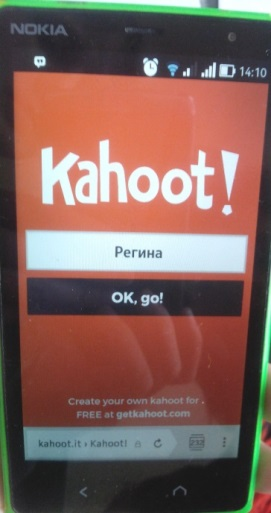 NOKIA
14:10
Kahoot!
Регина
OK, go!
Create your own kahoot for
FREE at getkahoot.com
kahoot.it › Kahoot!